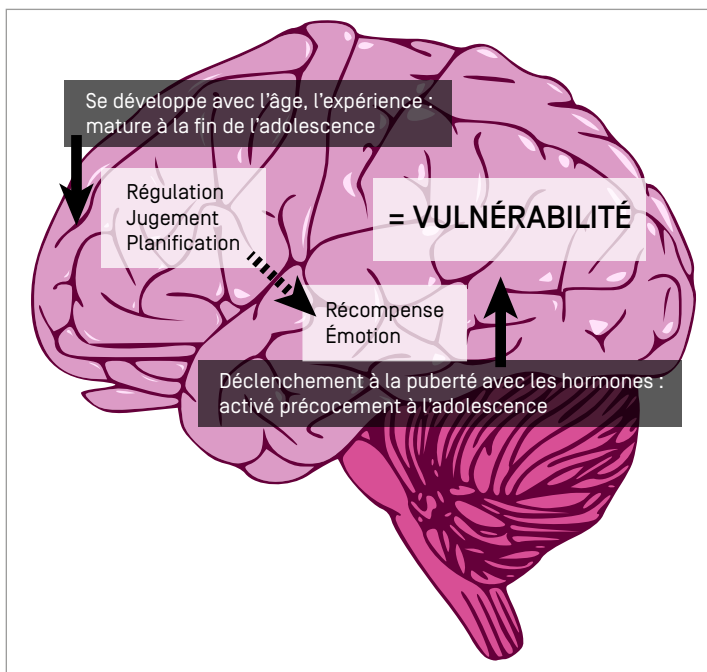 Se développe avec l'âge, l'expérience :
mature à la fin de l'adolescence
Régulation
Jugement
Planification
= VULNÉRABILITÉ
Récompense
Émotion
Déclenchement à la puberté avec les hormones :
activé précocement à l'adolescence